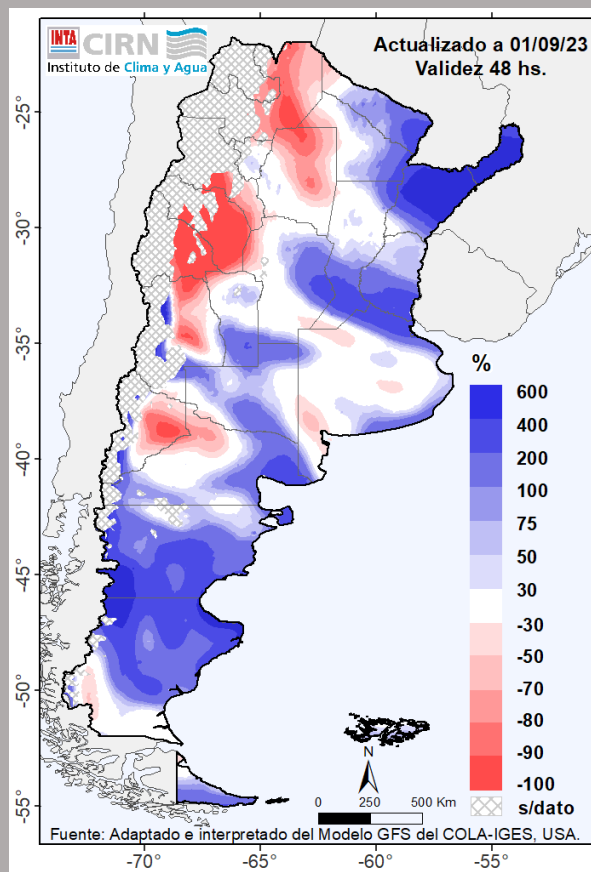 INTA CIRN
Instituto de Clima y Agua
Actualizado a 01/09/23
Validez 48 hs.
-25°
-30°
-35°
-40°
-45°
-50°
-55°
%
600
400
200
100
75
50
30
-30
-50
-70
-80
-90
-100
s/dato
N
0 250 500 Km
Fuente: Adaptado e interpretado del Modelo GFS del COLA-IGES, USA.
-70° -65° -60° -55°